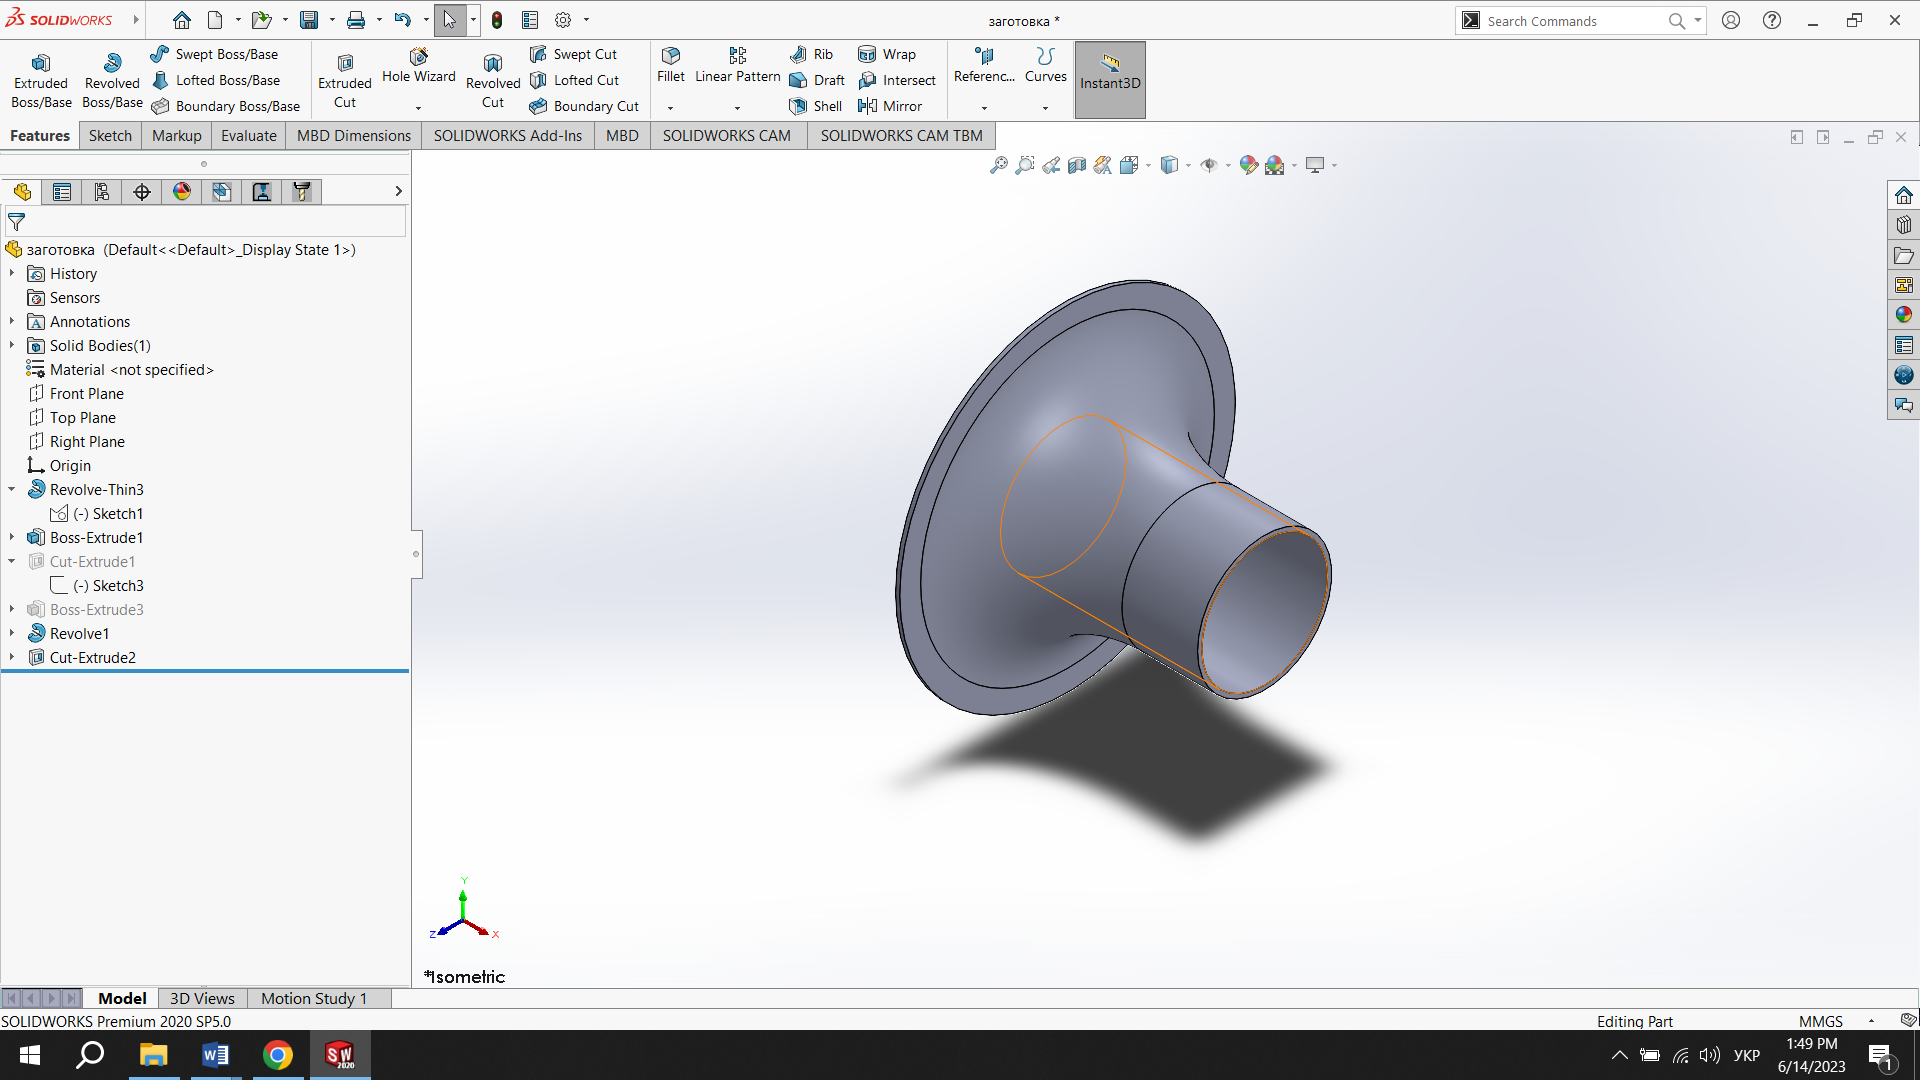 SOLIDWORKS
заготовка *
Search Commands
Extruded Boss/Base
Revolved Boss/Base
Swept Boss/Base
Lofted Boss/Base
Boundary Boss/Base
Extruded Cut
Hole Wizard
Revolved Cut
Swept Cut
Lofted Cut
Boundary Cut
Fillet
Linear Pattern
Rib
Draft
Shell
Wrap
Intersect
Mirror
Referenc...
Curves
Instant3D
Features
Sketch
Markup
Evaluate
MBD Dimensions
SOLIDWORKS Add-Ins
MBD
SOLIDWORKS CAM
SOLIDWORKS CAM TBM
заготовка (Default<<Default>_Display State 1>)
History
Sensors
Annotations
Solid Bodies(1)
Material <not specified>
Front Plane
Top Plane
Right Plane
Origin
Revolve-Thin3
(-) Sketch1
Boss-Extrude1
Cut-Extrude1
(-) Sketch3
Boss-Extrude3
Revolve1
Cut-Extrude2
Y
Z
X
*Isometric
Model
3D Views
Motion Study 1
SOLIDWORKS Premium 2020 SP5.0
Editing Part
MMGS
SW
2020
УКР
1:49 PM
6/14/2023
1